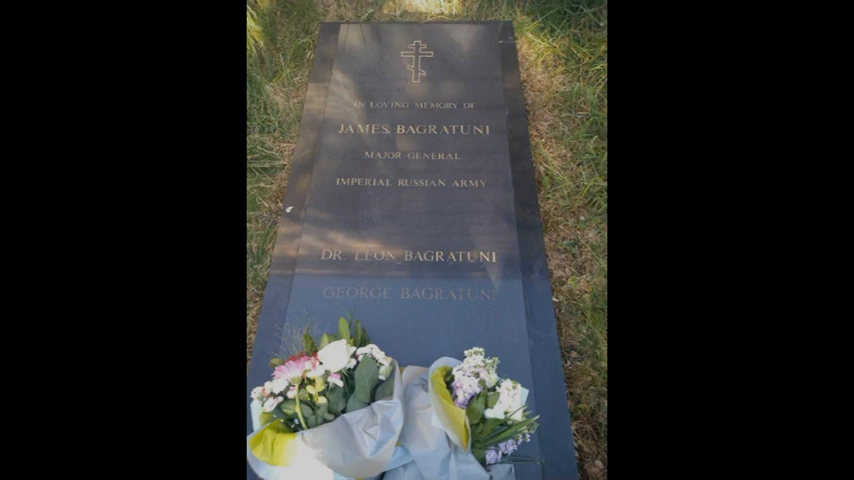 IN LOVING MEMORY OF
JAMES BAGRATUNI
MAJOR GENERAL
IMPERIAL RUSSIAN ARMY
DR. LEON BAGRATUNI
GEORGE BAGRATUNI